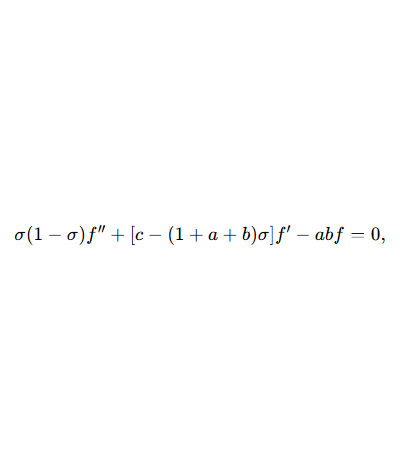 σ(1 − σ)f″ + [c − (1 + a + b)σ]f′ − abf = 0,